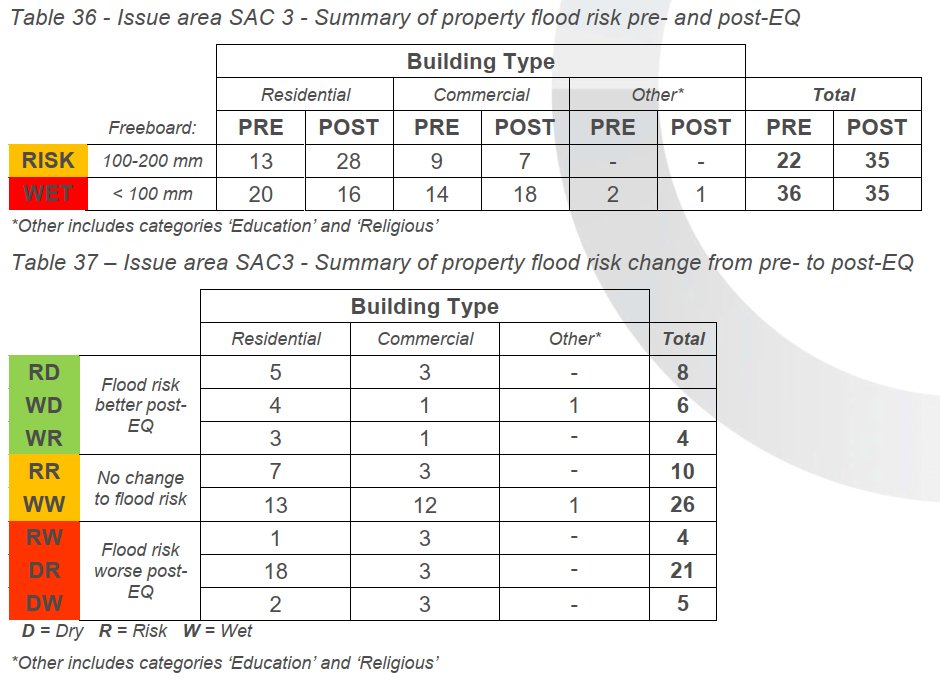 Table 36 - Issue area SAC 3 - Summary of property flood risk pre- and post-EQ
Building Type
Residential Commercial Other* Total
Freeboard: PRE POST PRE POST PRE POST PRE POST
RISK 100-200 mm 13 28 9 7 - - 22 35
WET < 100 mm 20 16 14 18 2 1 36 35
*Other includes categories ‘Education’ and ‘Religious’
Table 37 – Issue area SAC3 - Summary of property flood risk change from pre- to post-EQ
Building Type
Residential Commercial Other* Total
RD Flood risk 5 3 - 8
WD better post- 4 1 1 6
WR EQ 3 1 - 4
RR No change 7 3 - 10
WW to flood risk 13 12 1 26
RW Flood risk 1 3 - 4
DR worse post- 18 3 - 21
DW EQ 2 3 - 5
D = Dry R = Risk W = Wet
*Other includes categories ‘Education’ and ‘Religious’